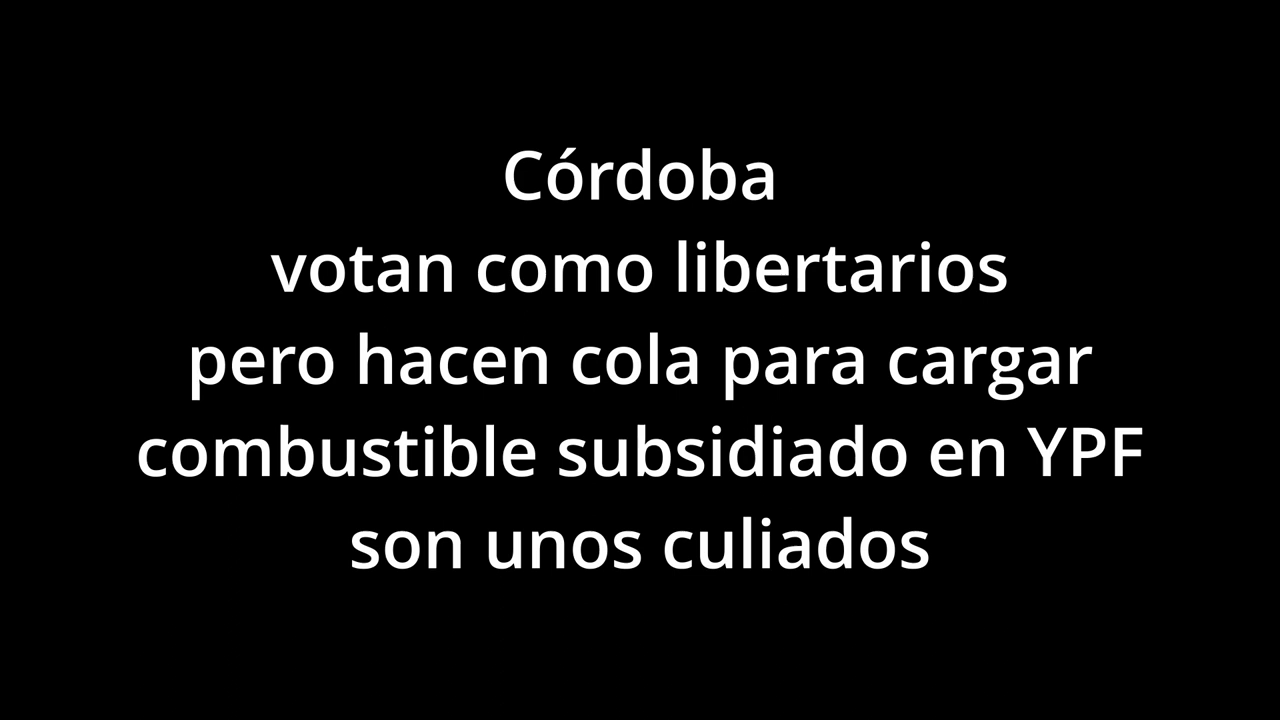 Córdoba
votan como libertarios
pero hacen cola para cargar
combustible subsidiado en YPF
son unos culiados